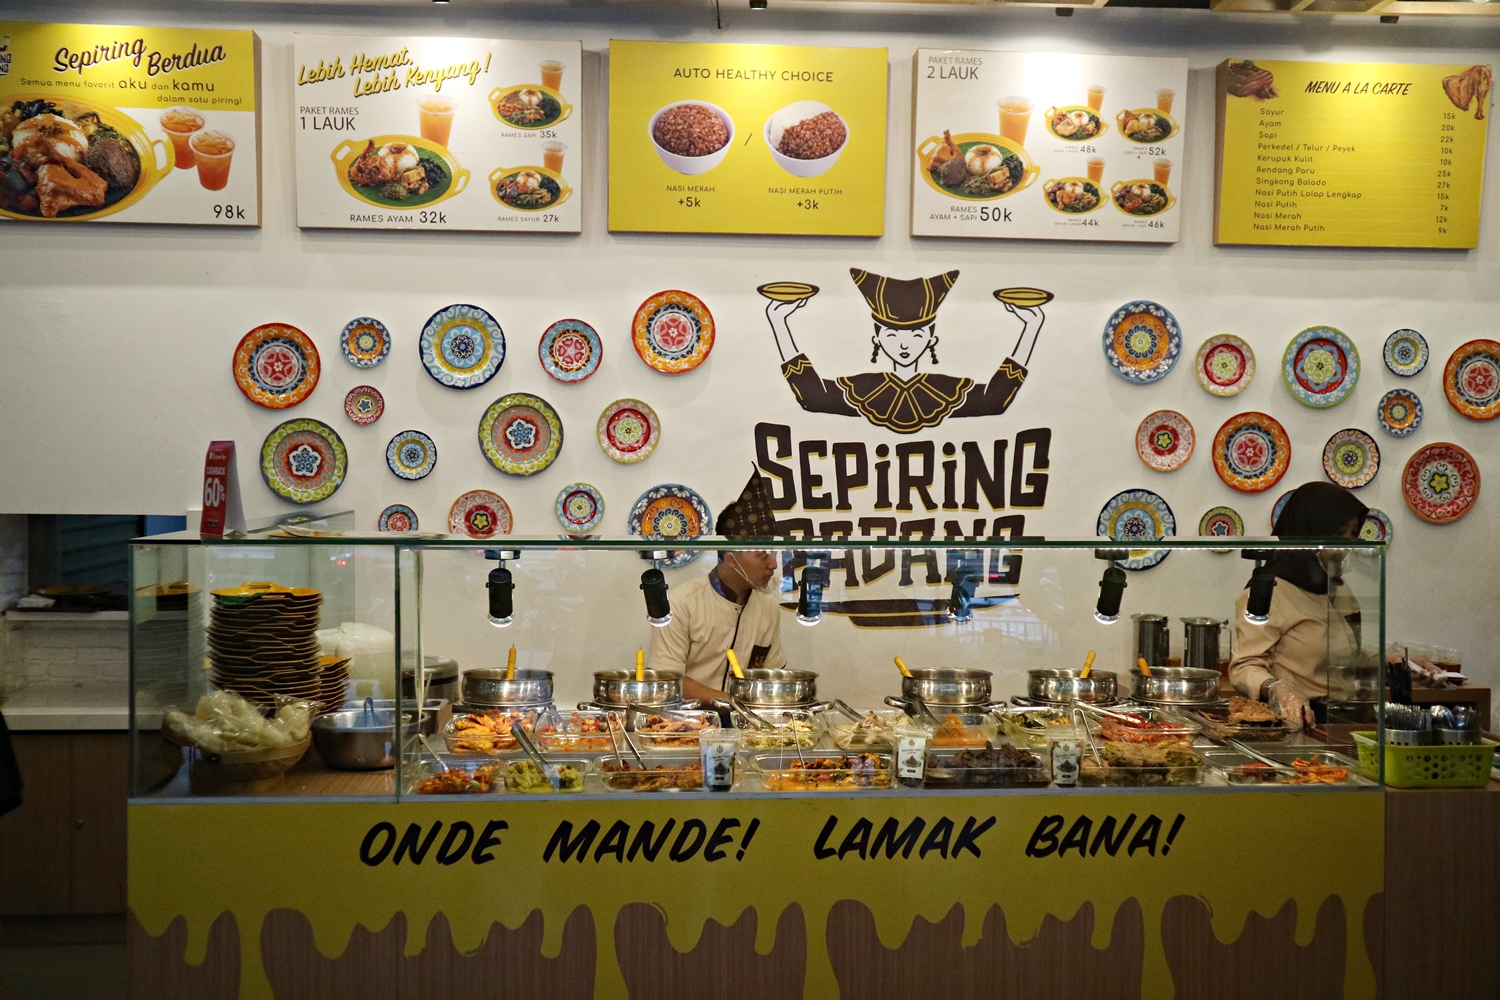 Sepiring Berdua
Semua menu favorit aku dan kamu
dalam satu piring!
98k
Lebih Hemat,
Lebih Kenyang!
PAKET RAMES
1 LAUK
RAMES SAPI 35k
RAMES AYAM 32k
RAMES SAYUR 27k
AUTO HEALTHY CHOICE
/
NASI MERAH
+5k
NASI MERAH PUTIH
+3k
PAKET RAMES
2 LAUK
48k
52k
RAMES
AYAM + SAPI 50k
44k
46k
MENU A LA CARTE
Sayur 15k
Ayam 20k
Sapi 22k
Perkedel / Telur / Peyek 10k
Kerupuk Kulit 10k
Rendang Paru 25k
Singkong Balado 27k
Nasi Putih Lalap Lengkap 15k
Nasi Putih 7k
Nasi Merah 12k
Nasi Merah Putih 9k
SEPIRING
PADANG
CASHBACK
60%
ONDE MANDE! LAMAK BANA!